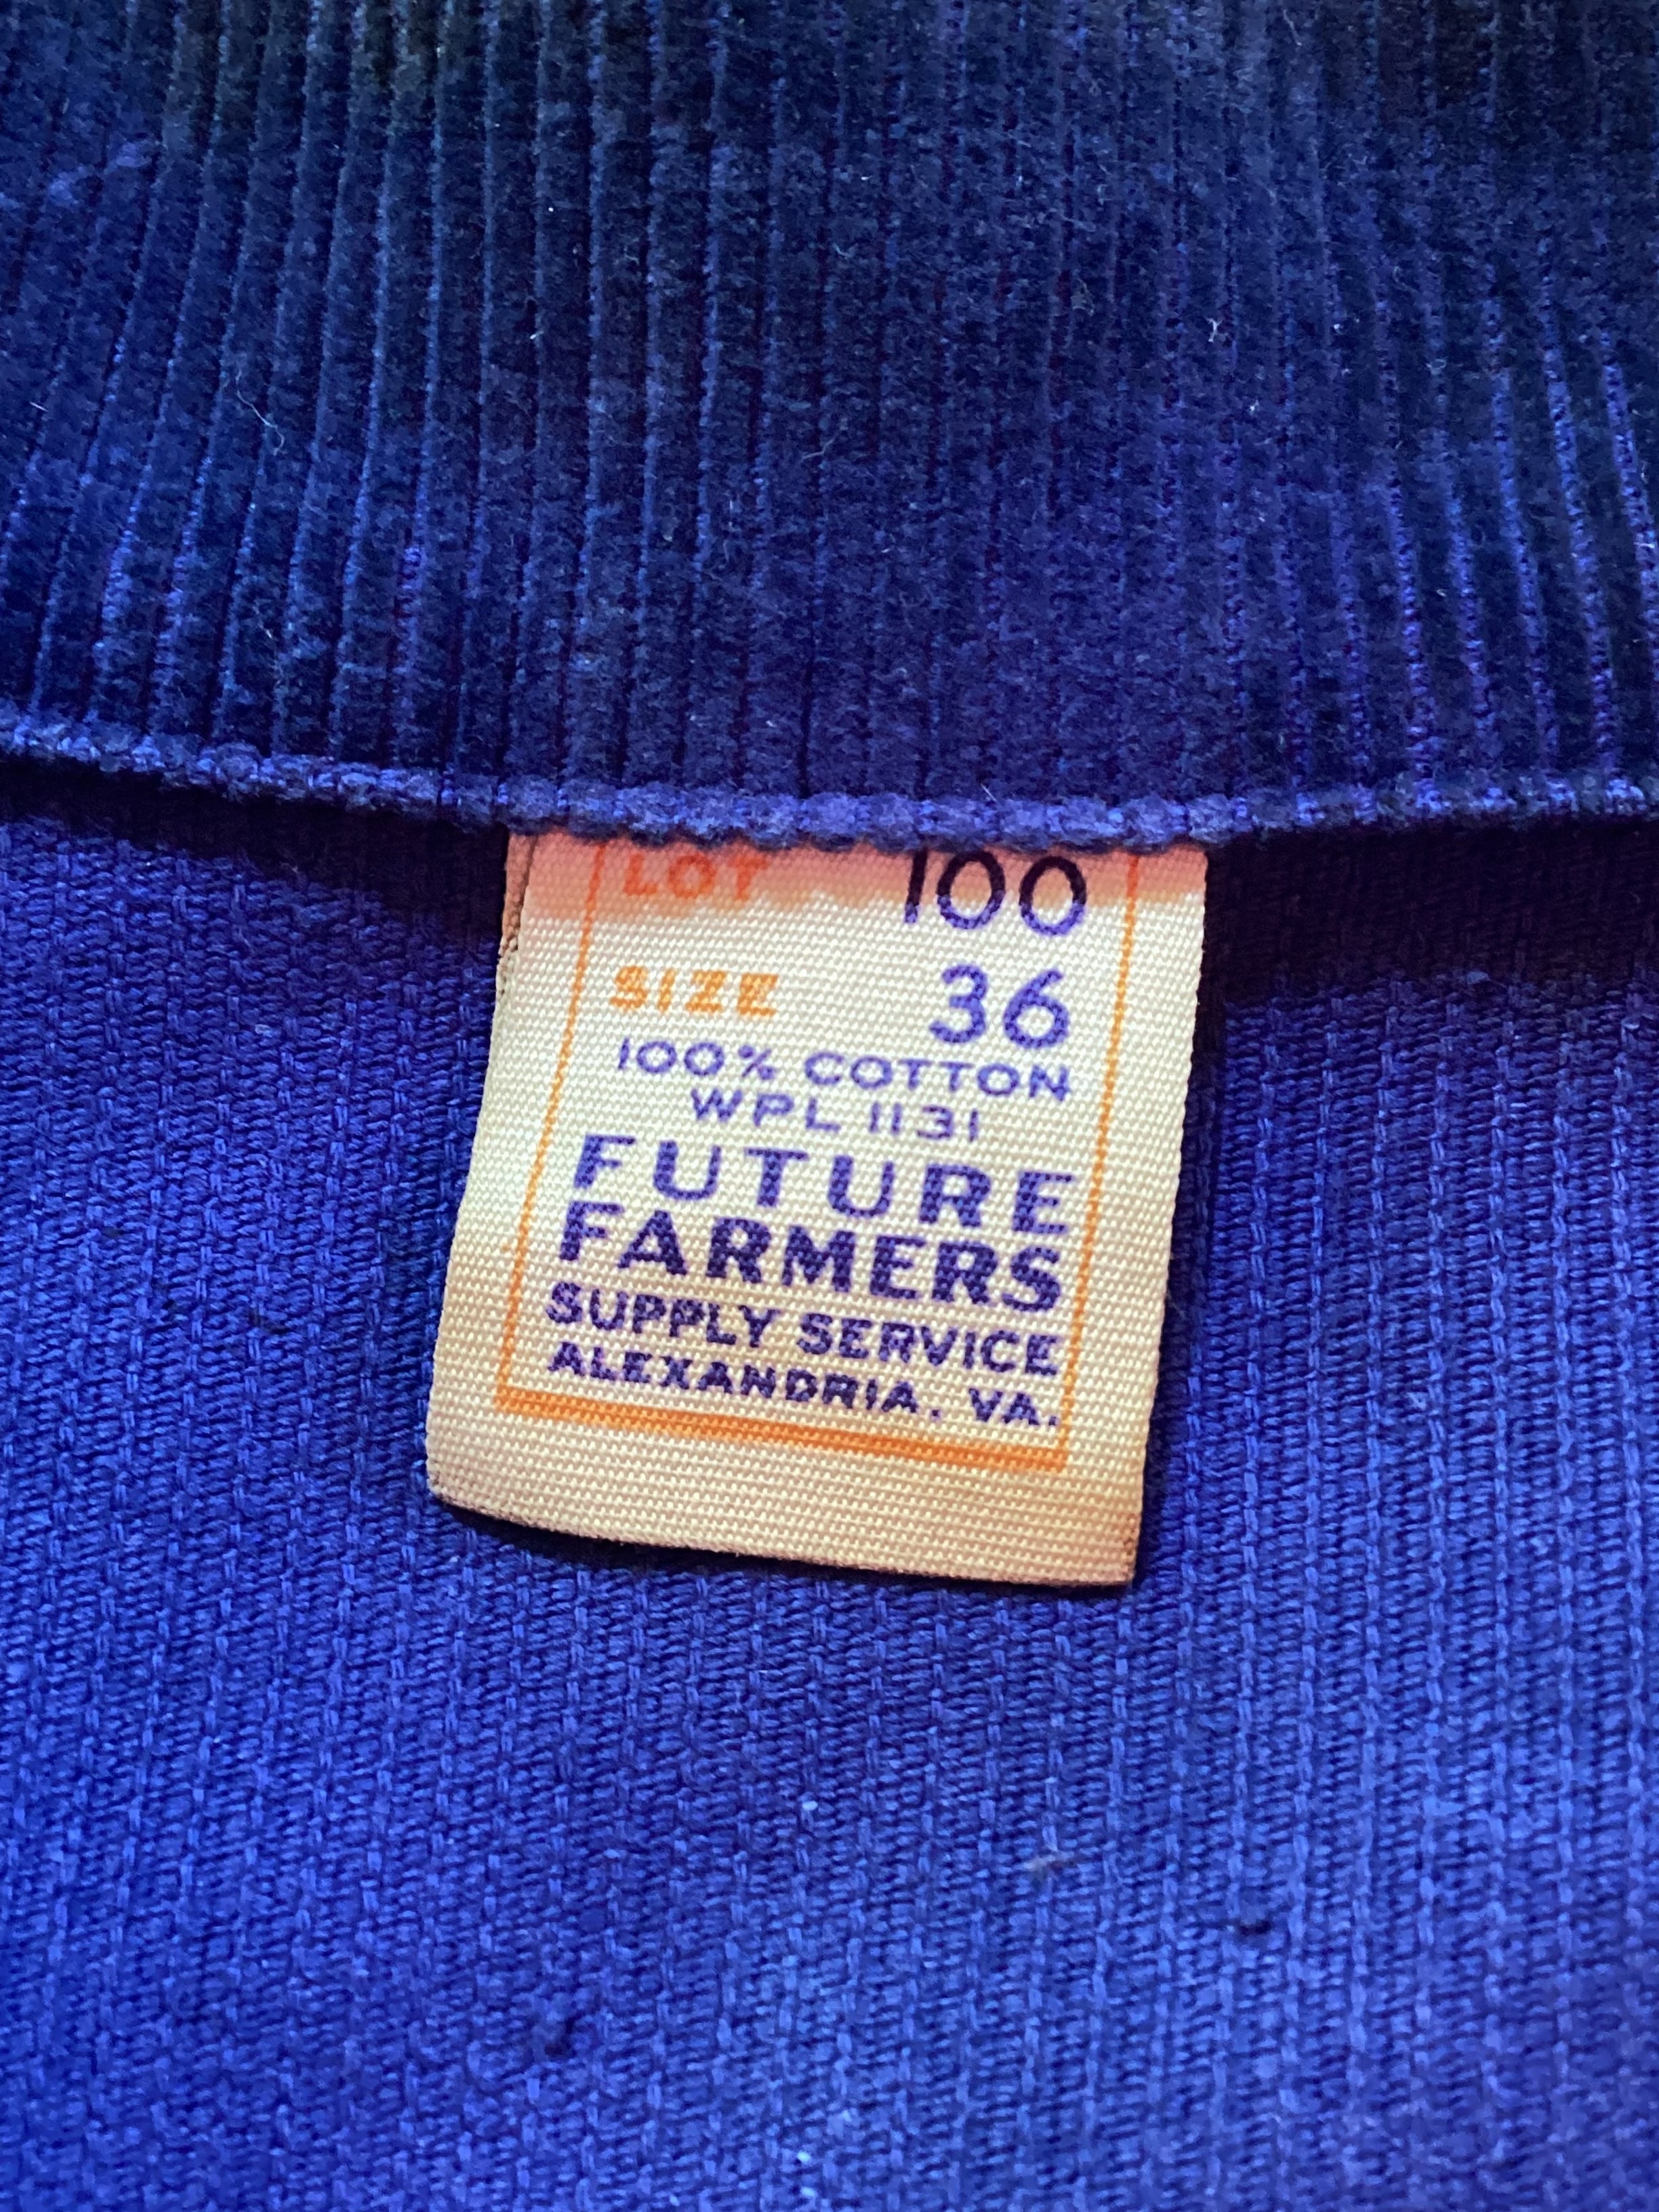 LOT 100
SIZE 36
100% COTTON
WPL 1131
FUTURE
FARMERS
SUPPLY SERVICE
ALEXANDRIA, VA.